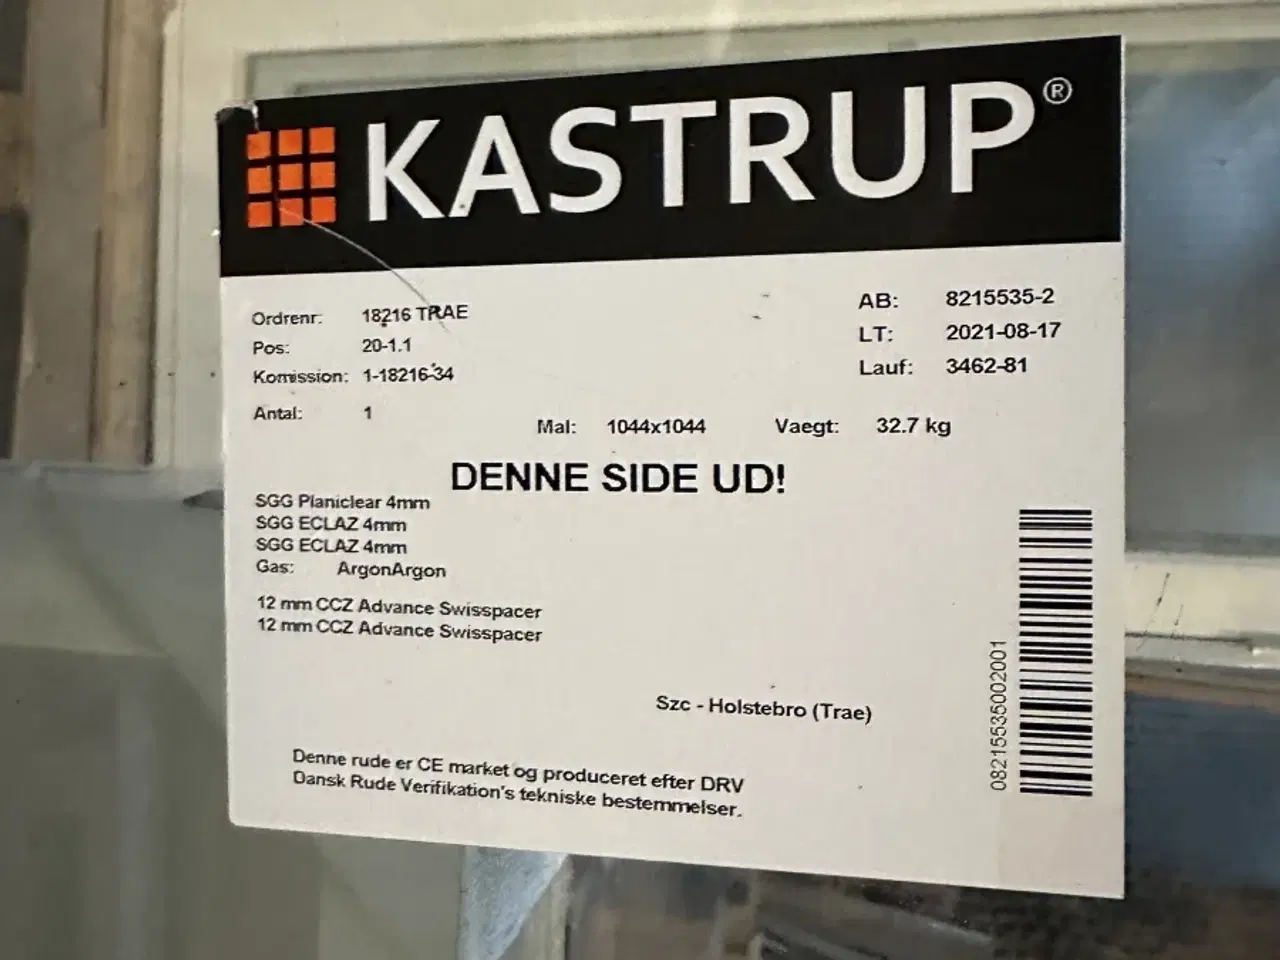 KASTRUP®
Ordrenr: 18216 TRAE
Pos: 20-1.1
Komission: 1-18216-34
Antal: 1
AB: 8215535-2
LT: 2021-08-17
Lauf: 3462-81
Mal: 1044x1044 Vaegt: 32.7 kg
DENNE SIDE UD!
SGG Planiclear 4mm
SGG ECLAZ 4mm
SGG ECLAZ 4mm
Gas: ArgonArgon
12 mm CCZ Advance Swisspacer
12 mm CCZ Advance Swisspacer
Szc - Holstebro (Trae)
08215535002001
Denne rude er CE market og produceret efter DRV
Dansk Rude Verifikation's tekniske bestemmelser.